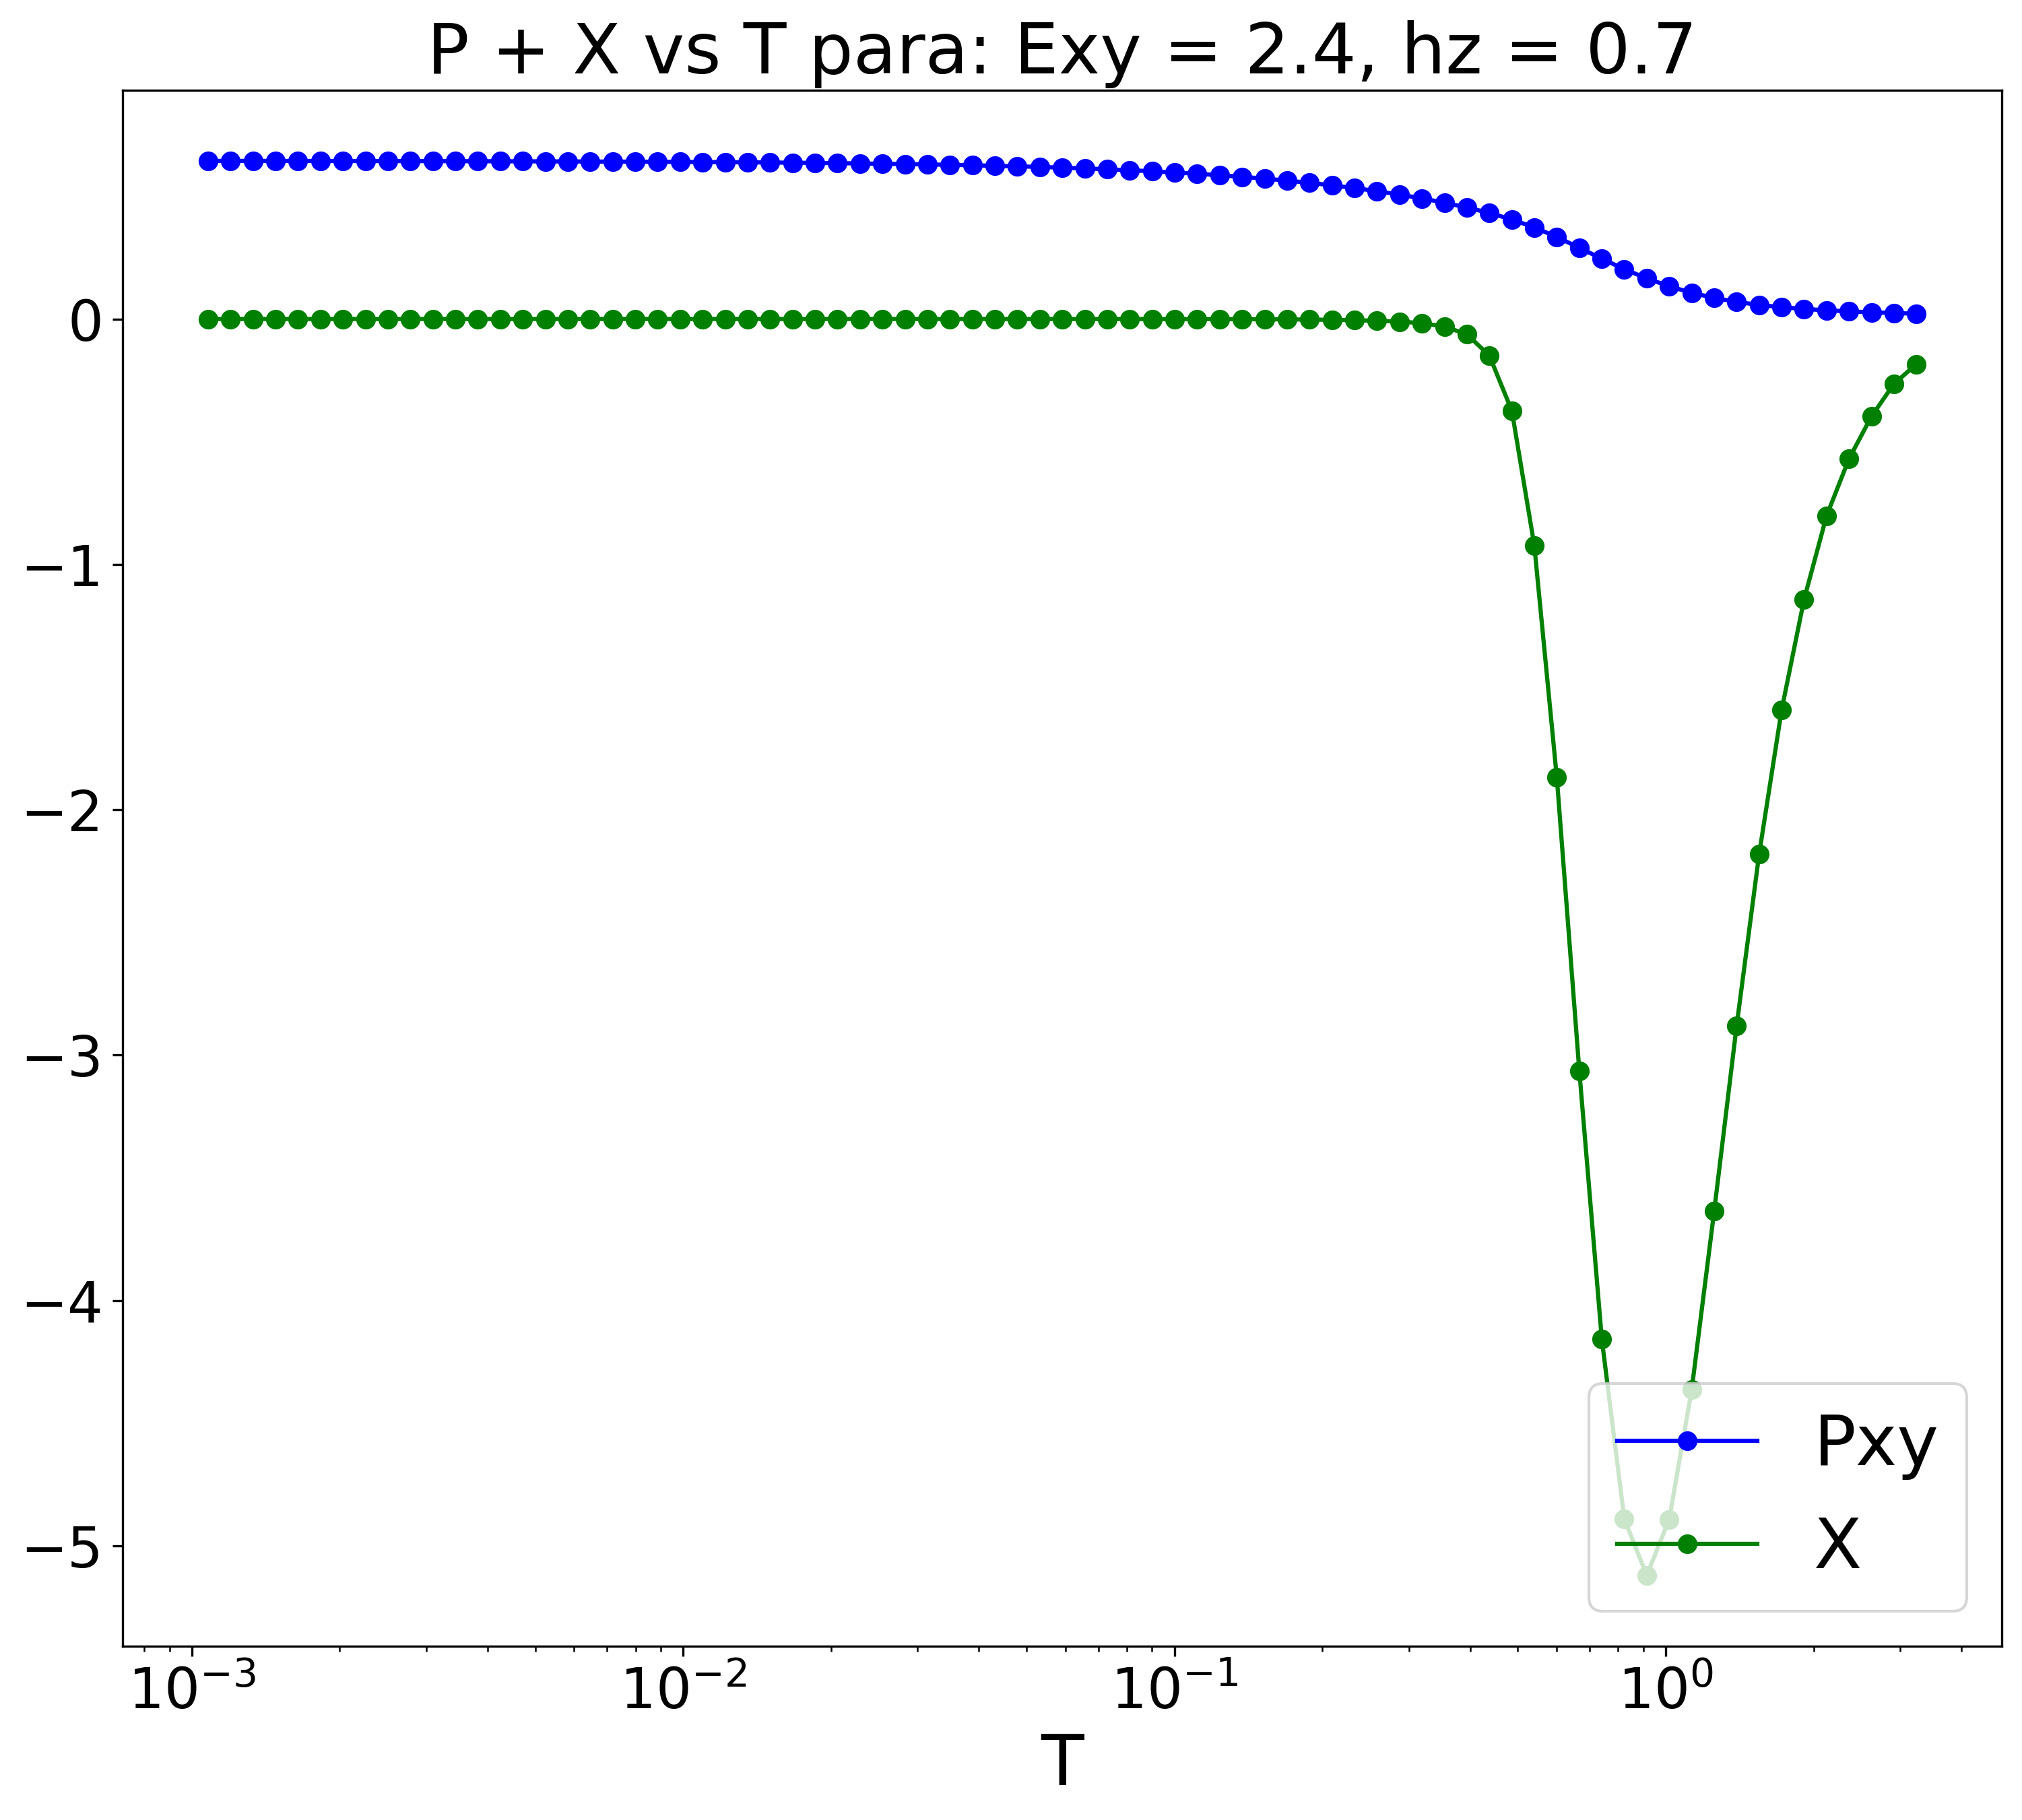 P + X vs T para: Exy = 2.4, hz = 0.7
0
−1
−2
−3
−4
−5
Pxy
X
10⁻³ 10⁻² 10⁻¹ 10⁰
T